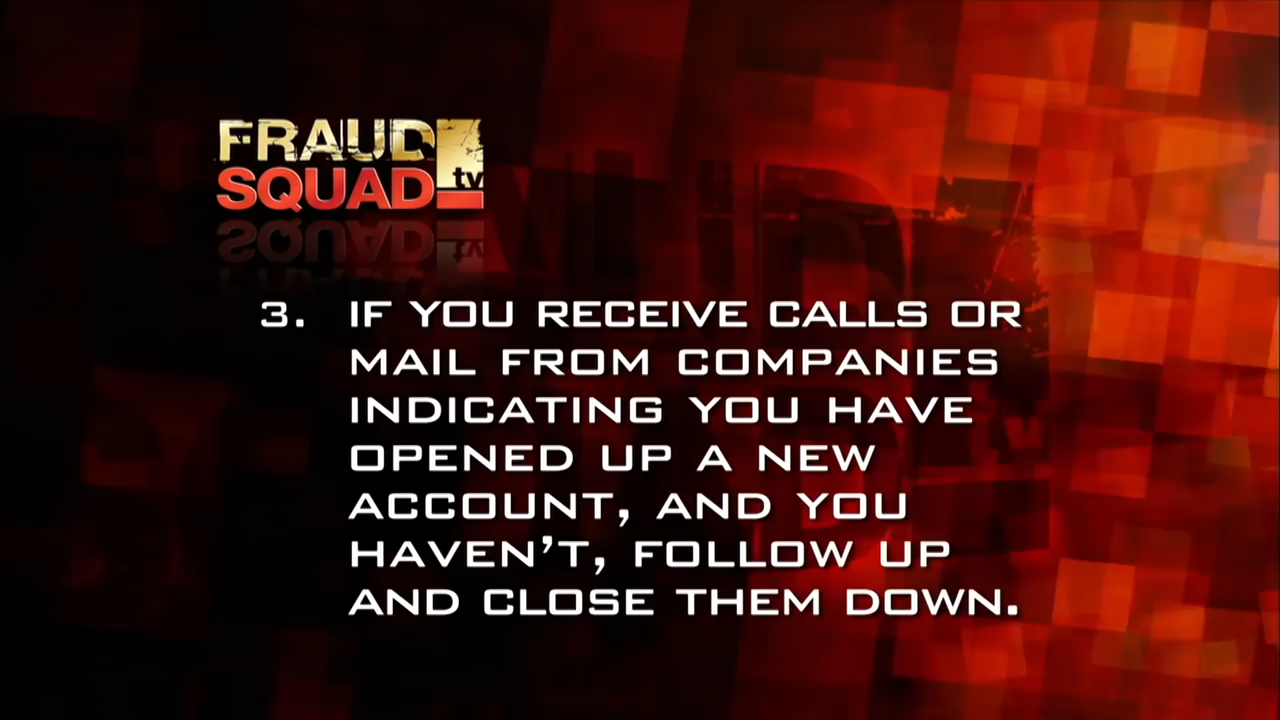 FRAUD
SQUAD tv
3. IF YOU RECEIVE CALLS OR
MAIL FROM COMPANIES
INDICATING YOU HAVE
OPENED UP A NEW
ACCOUNT, AND YOU
HAVEN'T, FOLLOW UP
AND CLOSE THEM DOWN.